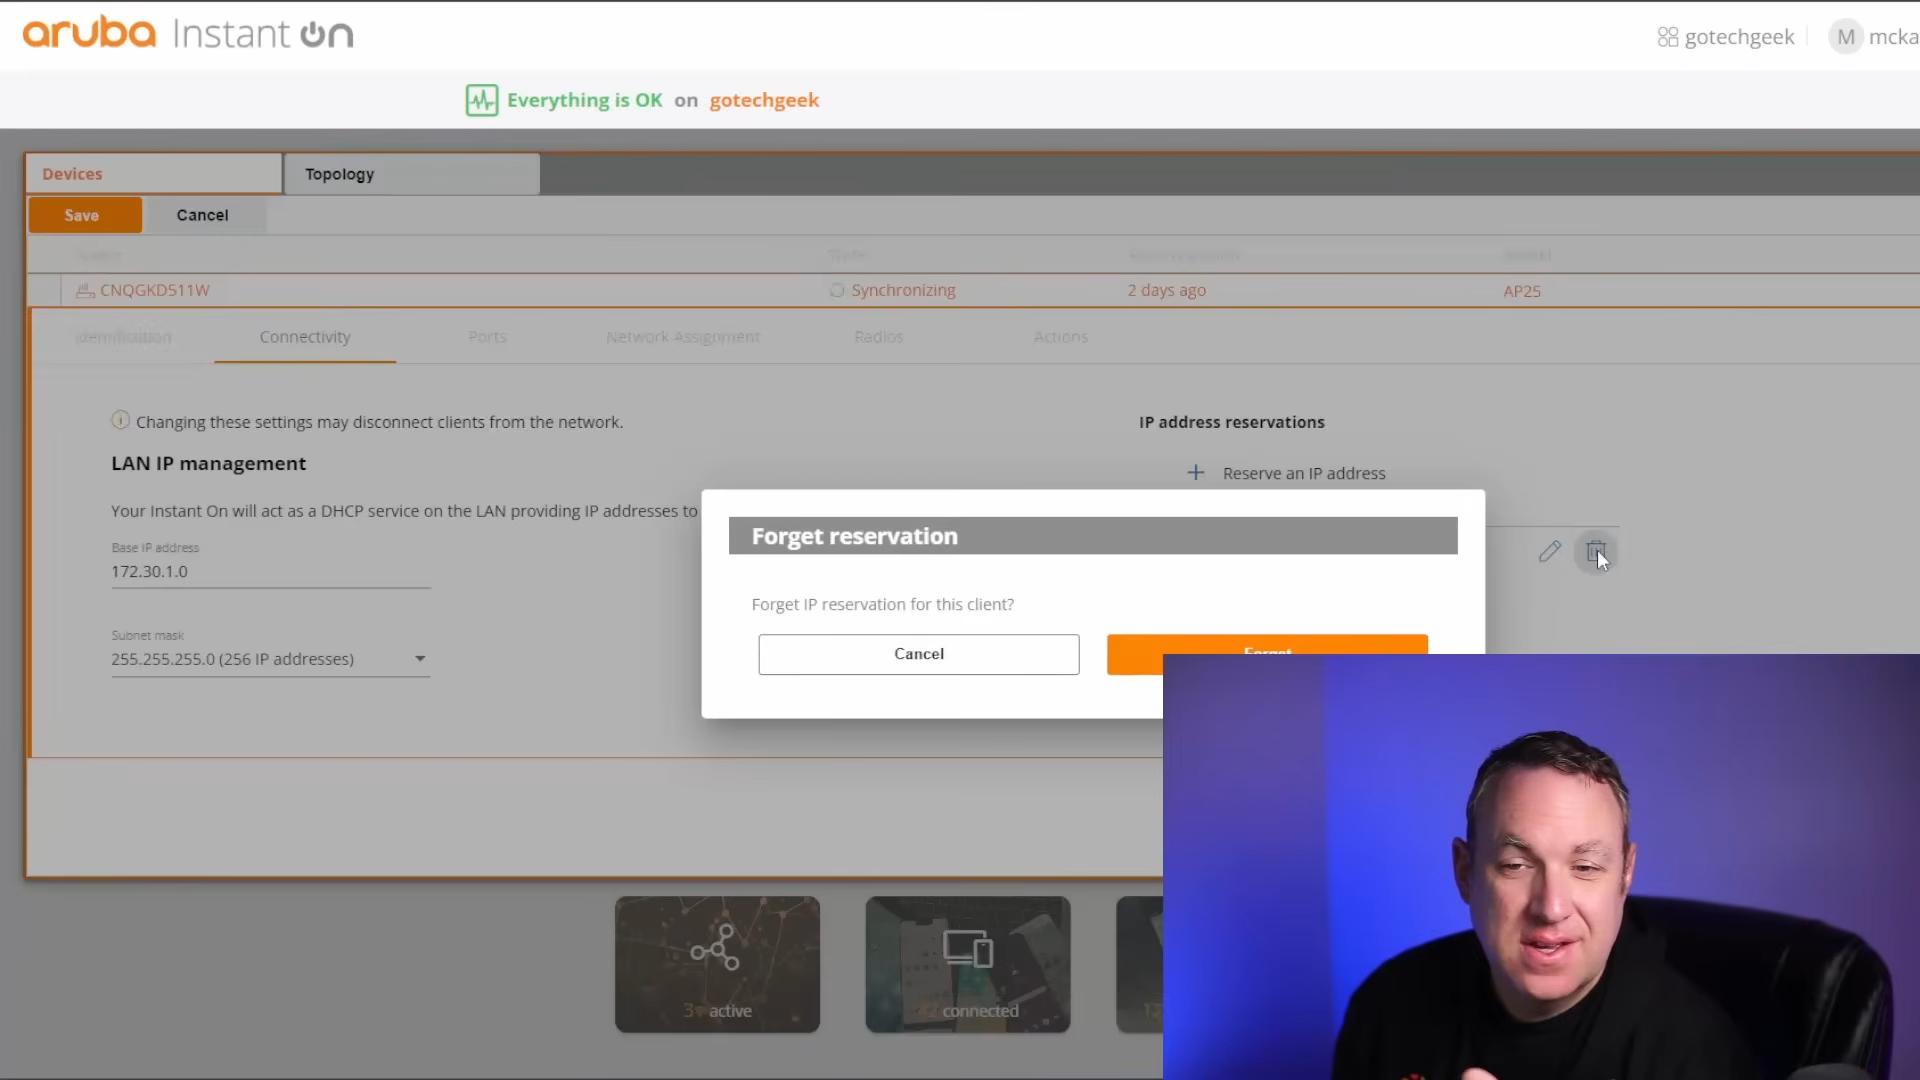 aruba Instant On
gotechgeek
M mcka
Everything is OK on gotechgeek
Devices
Topology
Save
Cancel
CNQGKD511W
Synchronizing
2 days ago
AP25
Identification
Connectivity
Ports
Network Assignment
Radios
Actions
Changing these settings may disconnect clients from the network.
IP address reservations
LAN IP management
Reserve an IP address
Your Instant On will act as a DHCP service on the LAN providing IP addresses to
Forget reservation
Base IP address
172.30.1.0
Forget IP reservation for this client?
Subnet mask
255.255.255.0 (256 IP addresses)
Cancel
Forget
active
connected